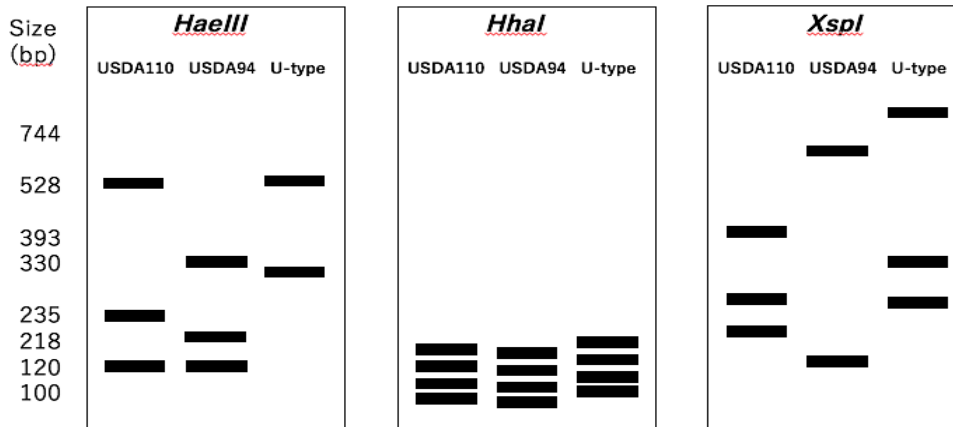 Size
(bp)
744
528
393
330
235
218
120
100
HaeIII
USDA110 USDA94 U-type
HhaI
USDA110 USDA94 U-type
XspI
USDA110 USDA94 U-type